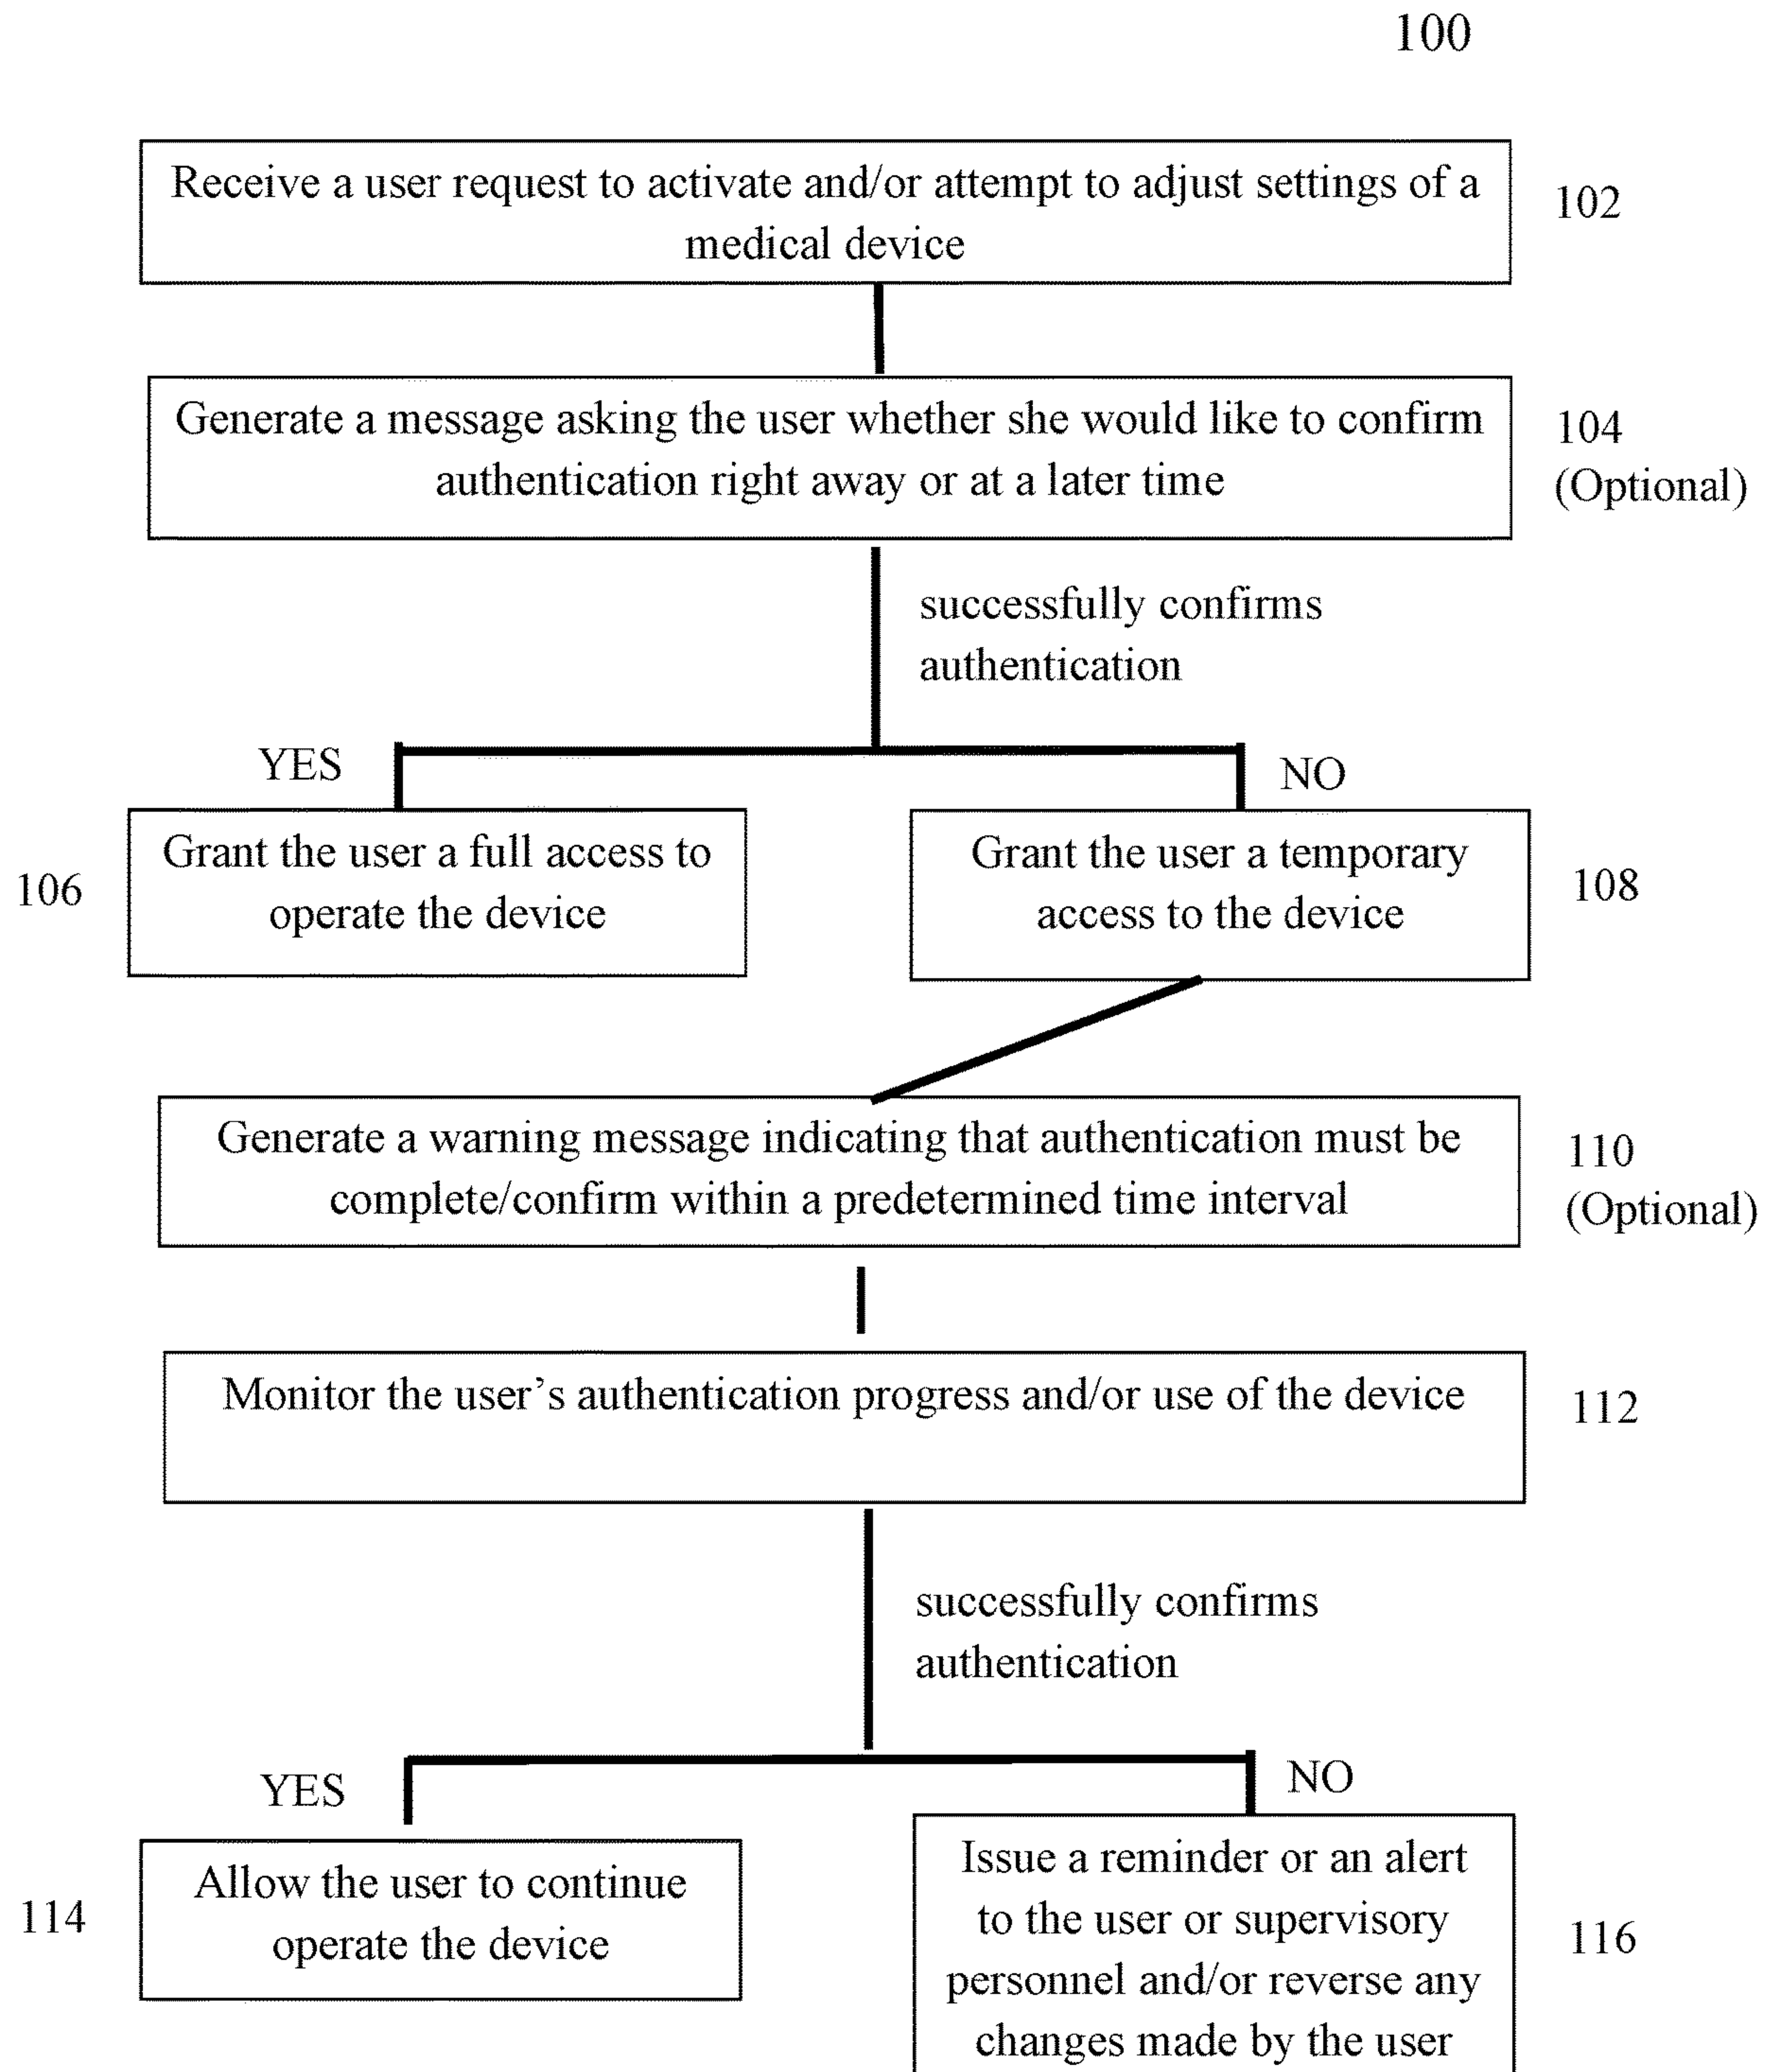 100
Receive a user request to activate and/or attempt to adjust settings of a
medical device
102
Generate a message asking the user whether she would like to confirm
authentication right away or at a later time
104
(Optional)
successfully confirms
authentication
YES
NO
Grant the user a full access to
operate the device
106
Grant the user a temporary
access to the device
108
Generate a warning message indicating that authentication must be
complete/confirm within a predetermined time interval
110
(Optional)
Monitor the user’s authentication progress and/or use of the device
112
successfully confirms
authentication
YES
NO
Allow the user to continue
operate the device
114
Issue a reminder or an alert
to the user or supervisory
personnel and/or reverse any
changes made by the user
116